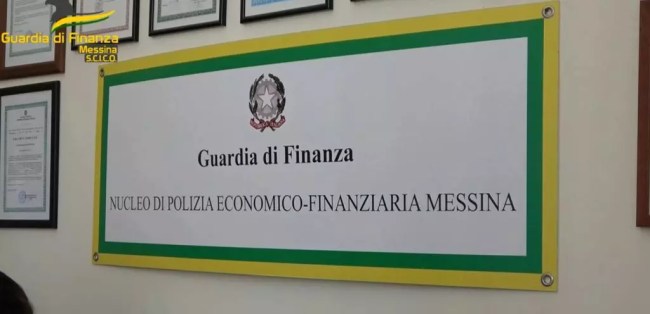 Guardia di Finanza
Messina
S.C.I.C.O
Guardia di Finanza
NUCLEO DI POLIZIA ECONOMICO-FINANZIARIA MESSINA